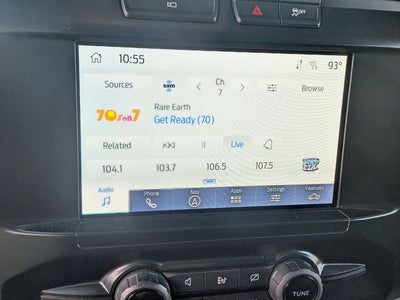 OFF
10:55
93°
Sources
sxm
Ch.
7
Browse
70s on 7
Rare Earth
Get Ready (70)
Related
Live
104.1 103.7 106.5 107.5
Audio Phone Nav Apps Settings Features
TUNE